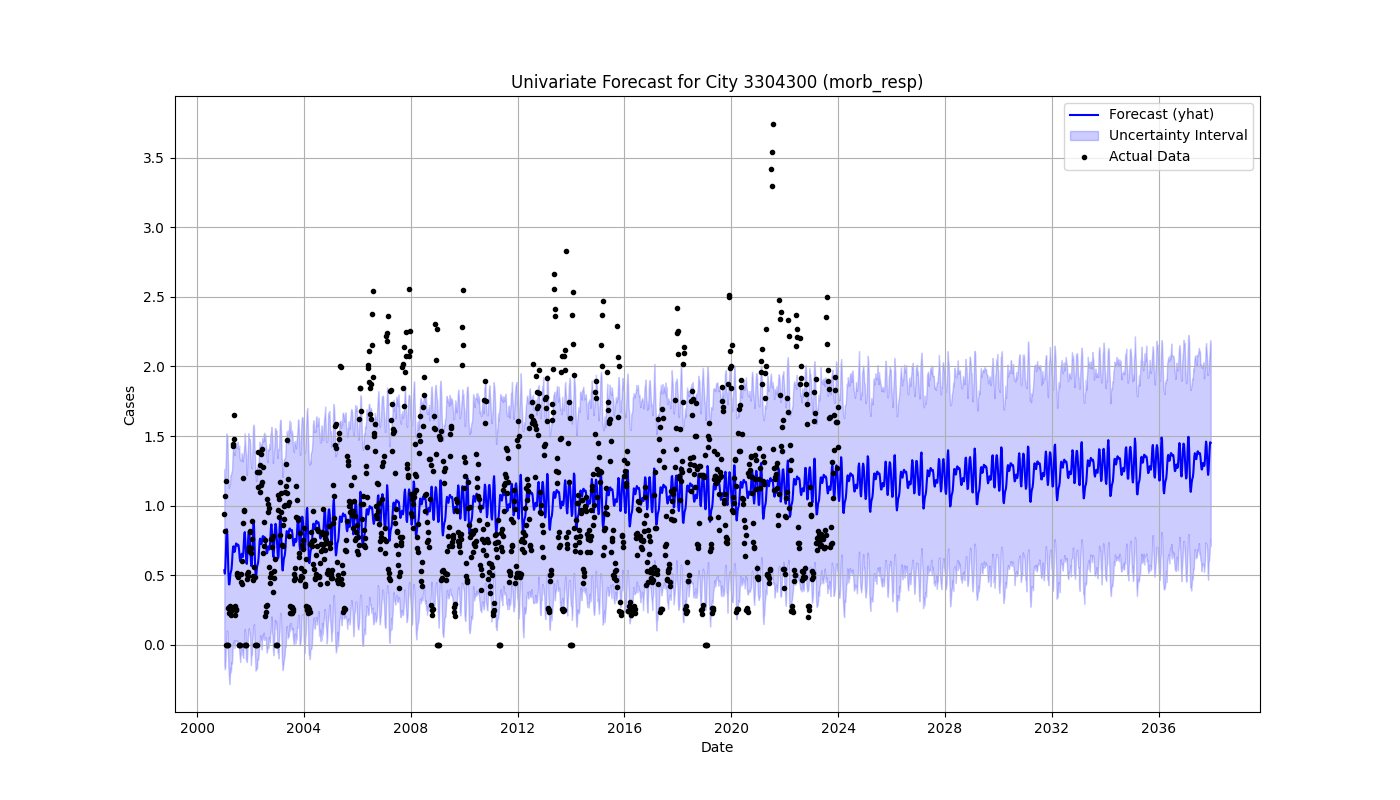 Univariate Forecast for City 3304300 (morb_resp)
Forecast (yhat)
Uncertainty Interval
Actual Data
Cases
3.5
3.0
2.5
2.0
1.5
1.0
0.5
0.0
2000 2004 2008 2012 2016 2020 2024 2028 2032 2036
Date